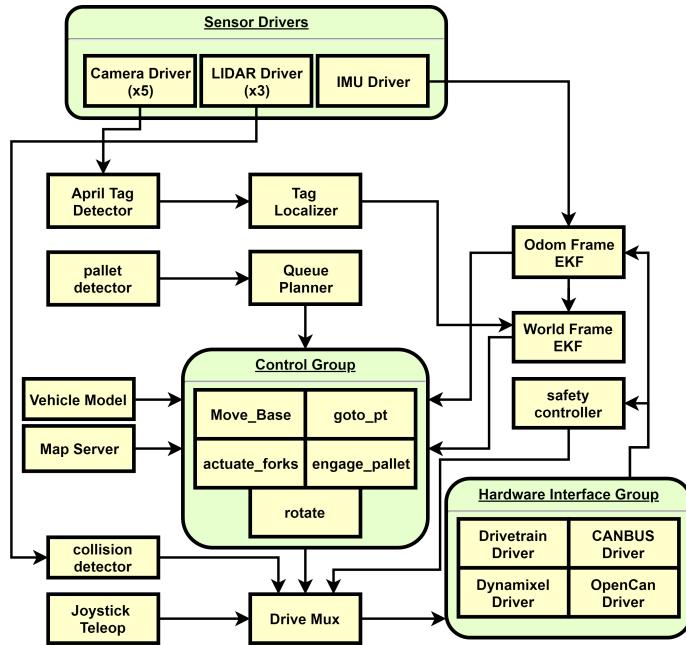 Sensor Drivers
Camera Driver
(x5)
LIDAR Driver
(x3)
IMU Driver
April Tag
Detector
Tag
Localizer
Odom Frame
EKF
pallet
detector
Queue
Planner
World Frame
EKF
Control Group
Vehicle Model
Move_Base
goto_pt
safety
controller
Map Server
actuate_forks
engage_pallet
rotate
Hardware Interface Group
Drivetrain
Driver
CANBUS
Driver
collision
detector
Dynamixel
Driver
OpenCan
Driver
Joystick
Teleop
Drive Mux